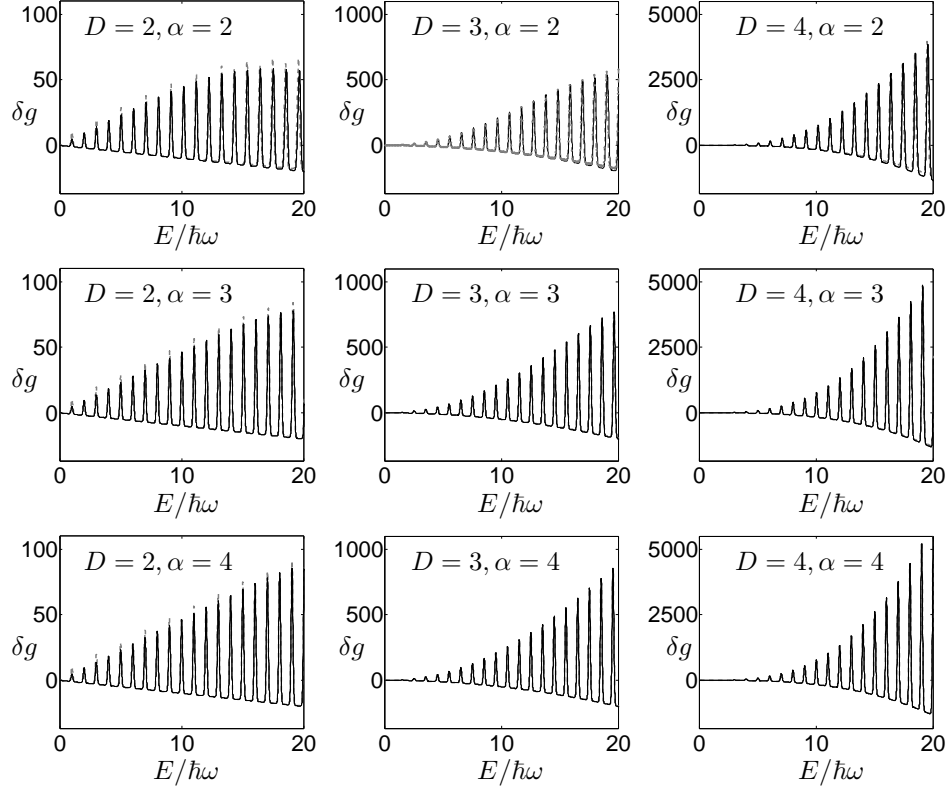 100
50
δg
0
D = 2, α = 2
0
10
20
E/ħω
1000
500
δg
0
D = 3, α = 2
0
10
20
E/ħω
5000
2500
δg
0
D = 4, α = 2
0
10
20
E/ħω
100
50
δg
0
D = 2, α = 3
0
10
20
E/ħω
1000
500
δg
0
D = 3, α = 3
0
10
20
E/ħω
5000
2500
δg
0
D = 4, α = 3
0
10
20
E/ħω
100
50
δg
0
D = 2, α = 4
0
10
20
E/ħω
1000
500
δg
0
D = 3, α = 4
0
10
20
E/ħω
5000
2500
δg
0
D = 4, α = 4
0
10
20
E/ħω